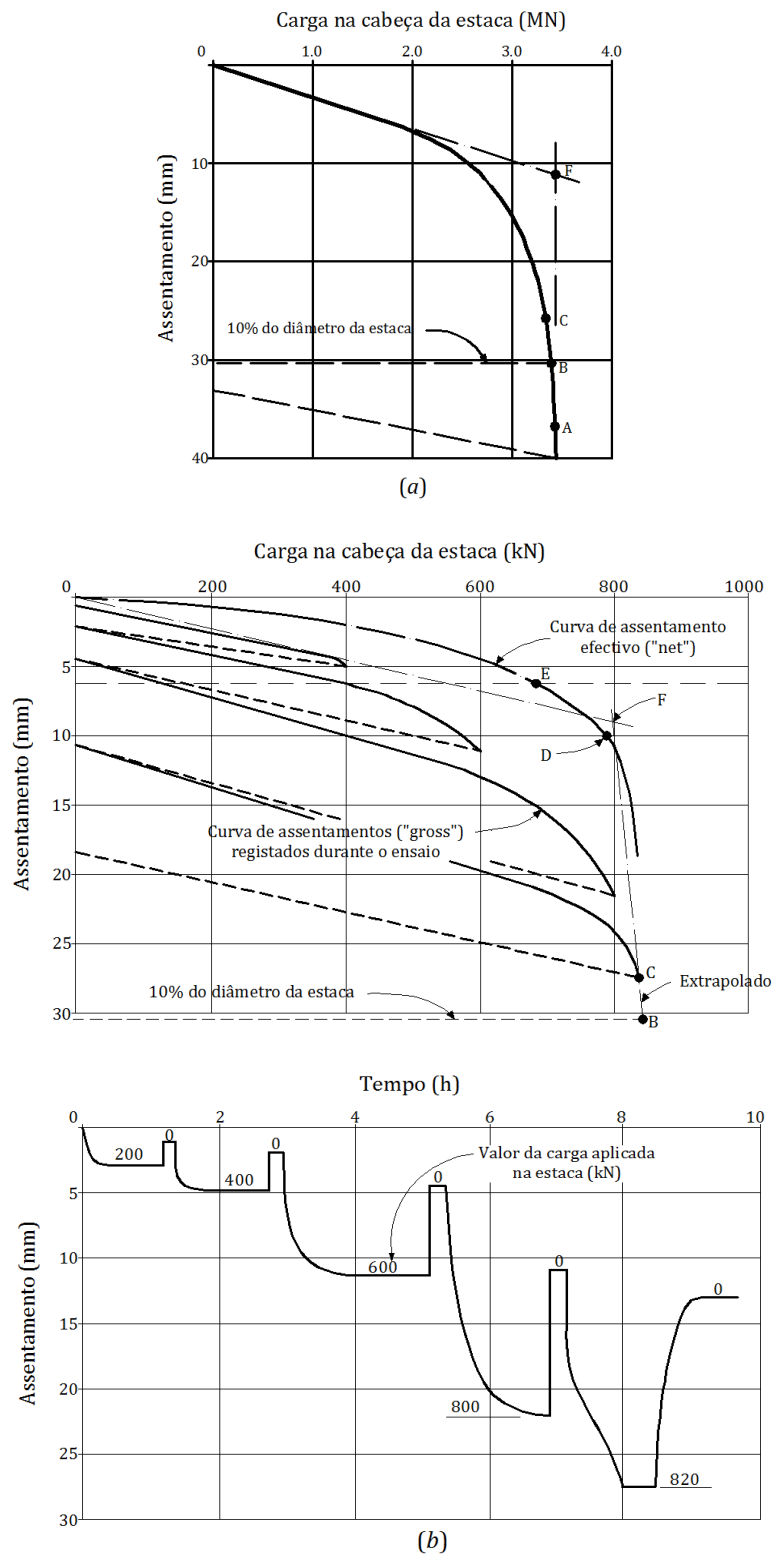 Carga na cabeça da estaca (MN)
0 1.0 2.0 3.0 4.0
Assentamento (mm)
10
F
20
C
10% do diâmetro da estaca
30
B
A
40
(a)
Carga na cabeça da estaca (kN)
0 200 400 600 800 1000
Curva de assentamento
efectivo ("net")
5
E
F
Assentamento (mm)
10
D
15
Curva de assentamentos ("gross")
registados durante o ensaio
20
25
C
Extrapolado
10% do diâmetro da estaca
30
B
Tempo (h)
0 2 4 6 8 10
0
0
Valor da carga aplicada
na estaca (kN)
200
400
0
5
Assentamento (mm)
10
600
0
0
15
20
800
25
820
30
(b)